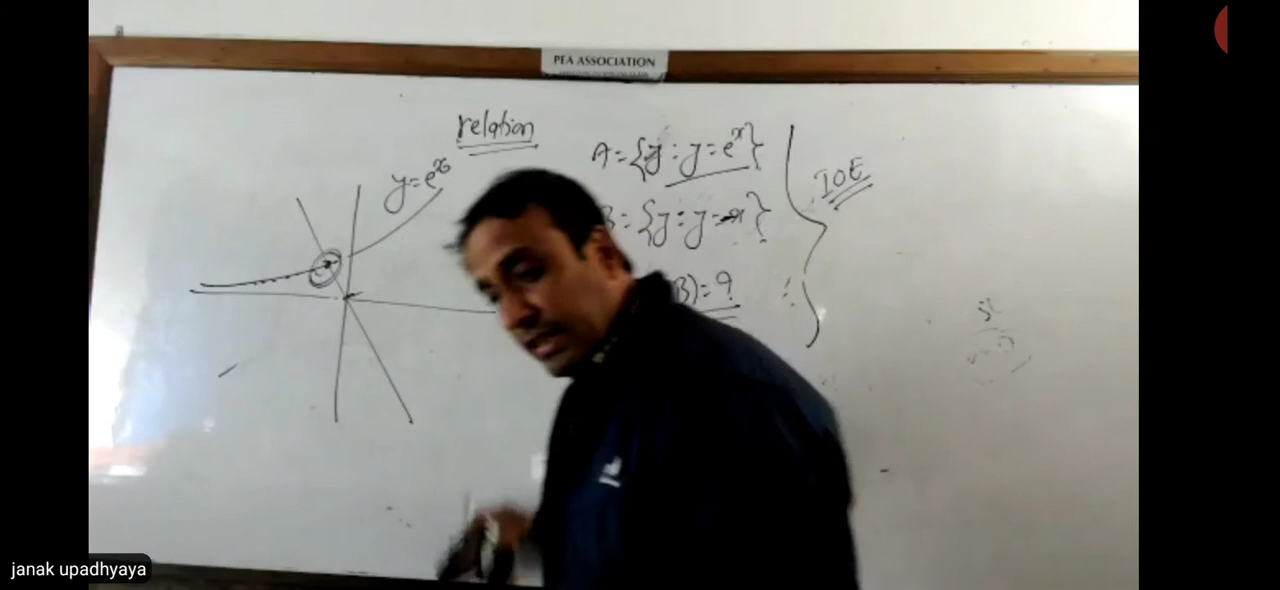 PEA ASSOCIATION
relation
y=e^x
A={y:y=e^x}
={y:y=-x}
IOE
B)=?
janak upadhyaya